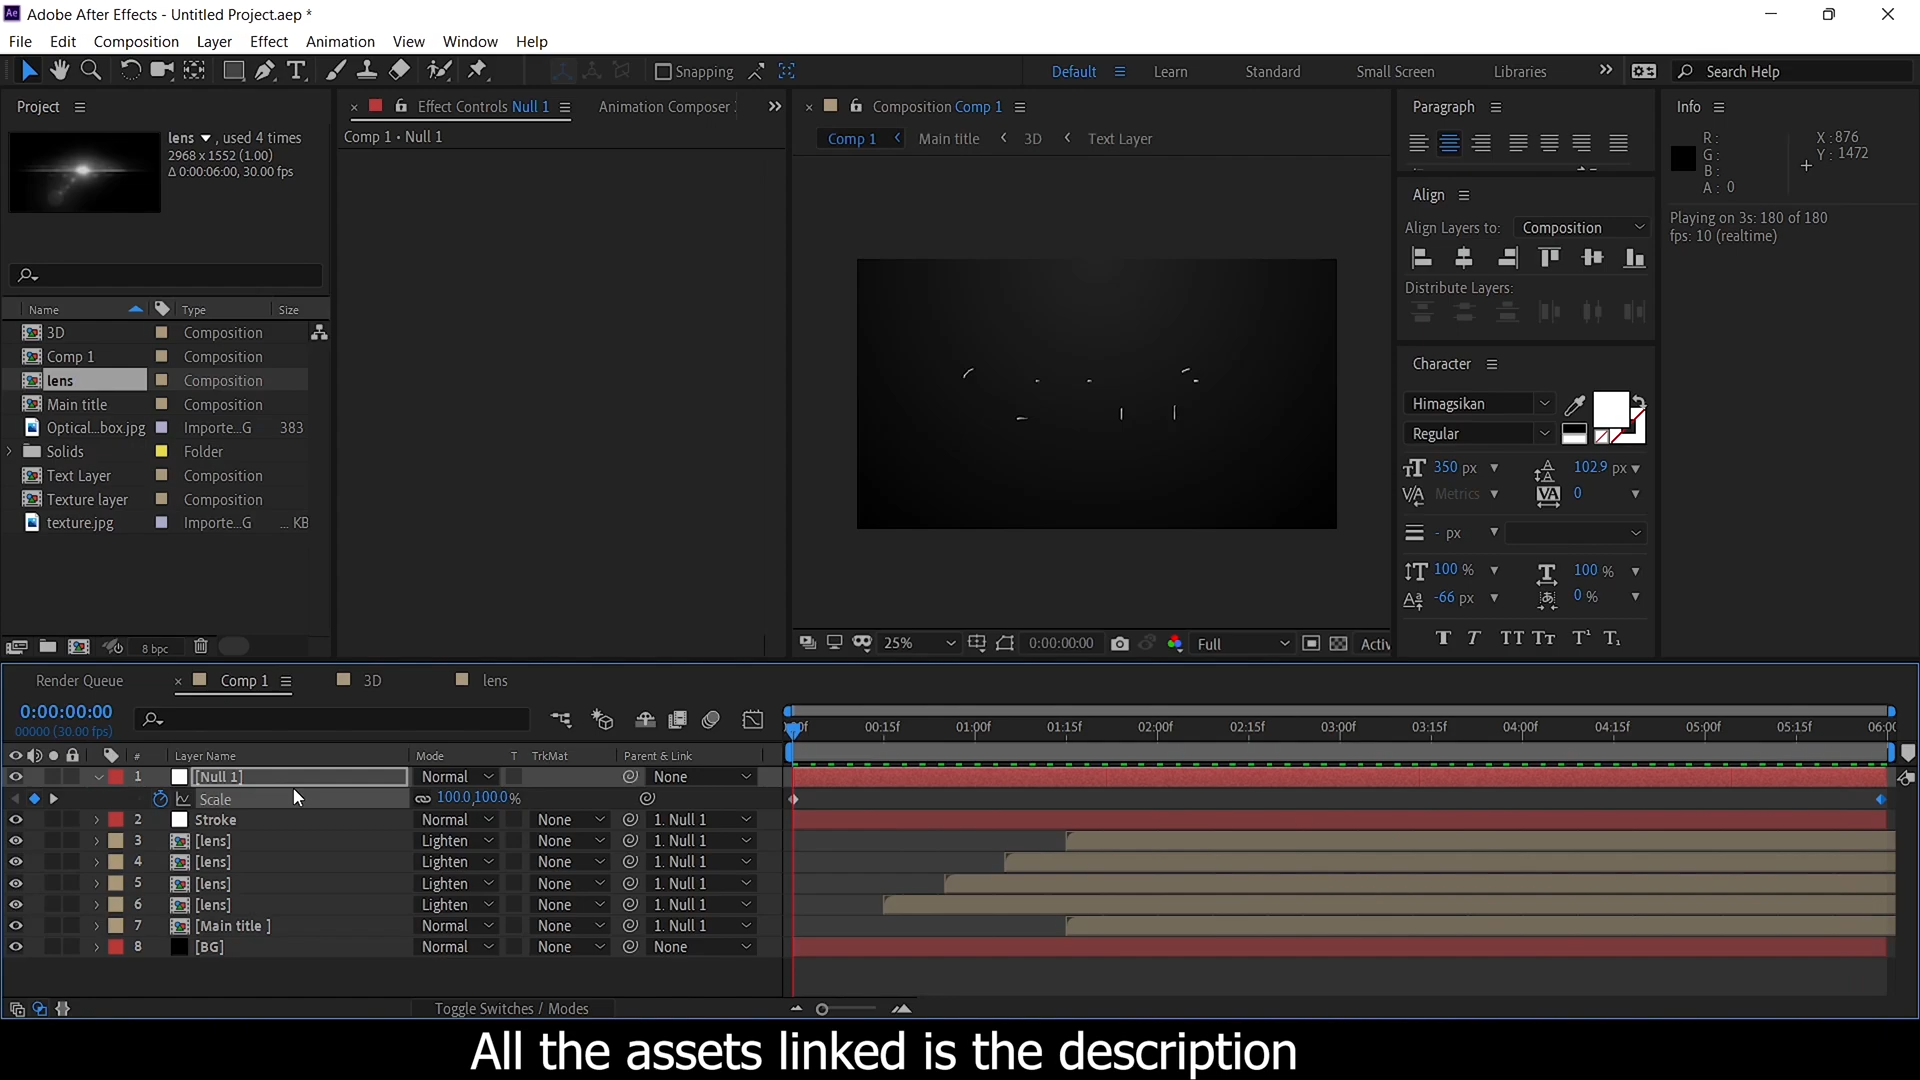 Adobe After Effects - Untitled Project.aep *
File Edit Composition Layer Effect Animation View Window Help
Snapping Default Learn Standard Small Screen Libraries Search Help
Project
lens , used 4 times
2968 x 1552 (1.00)
Δ 0:00:06:00, 30.00 fps
Name Type Size
3D Composition
Comp 1 Composition
lens Composition
Main title Composition
Optical...box.jpg Importe...G 383
Solids Folder
Text Layer Composition
Texture layer Composition
texture.jpg Importe...G ... KB
8 bpc
Effect Controls Null 1 Animation Composer
Comp 1 • Null 1
Composition Comp 1
Comp 1 Main title 3D Text Layer
25% 0:00:00:00 Full Activ
Paragraph
Align
Align Layers to: Composition
Distribute Layers:
Character
Himagsikan
Regular
350 px 102.9 px
Metrics 0
- px
100 % 100 %
-66 px 0 %
Info
R: X : 876
G: Y : 1472
B:
A: 0
Playing on 3s: 180 of 180
fps: 10 (realtime)
Render Queue Comp 1 3D lens
0:00:00:00
00000 (30.00 fps)
00f 00:15f 01:00f 01:15f 02:00f 02:15f 03:00f 03:15f 04:00f 04:15f 05:00f 05:15f 06:00
# Layer Name Mode T TrkMat Parent & Link
1 [Null 1] Normal None
Scale 100.0,100.0%
2 Stroke Normal None 1. Null 1
3 [lens] Lighten None 1. Null 1
4 [lens] Lighten None 1. Null 1
5 [lens] Lighten None 1. Null 1
6 [lens] Lighten None 1. Null 1
7 [Main title ] Normal None 1. Null 1
8 [BG] Normal None None
Toggle Switches / Modes
All the assets linked is the description